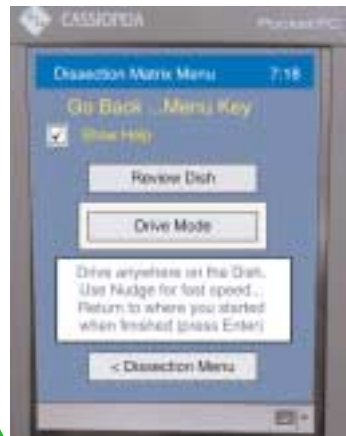 CASSIOPEIA PocketPC
Dissection Matrix Menu 7:18
Go Back ...Menu Key
Show Help
Review Dish
Drive Mode
Drive anywhere on the Dish.
Use Nudge for fast speed...
Return to where you started
when finished (press Enter)
< Dissection Menu